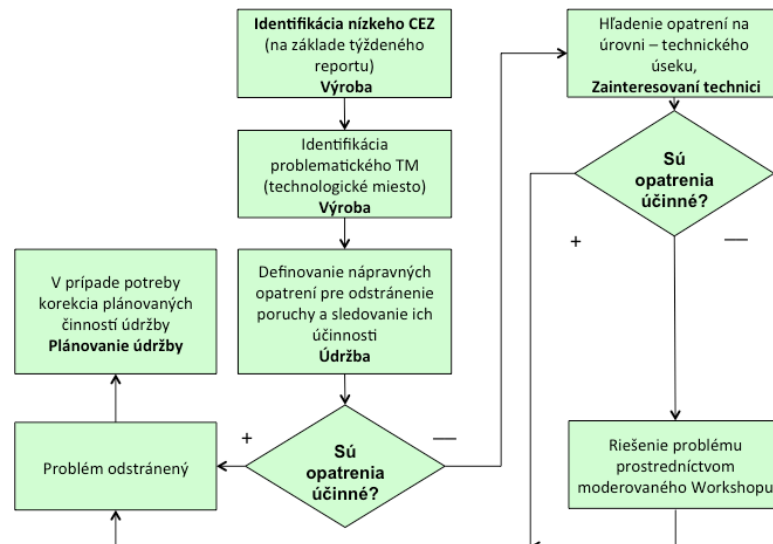 Identifikácia nízkeho CEZ
(na základe týždeného
reportu)
Výroba
Identifikácia
problematického TM
(technologické miesto)
Výroba
Definovanie nápravných
opatrení pre odstránenie
poruchy a sledovanie ich
účinnosti
Údržba
Sú
opatrenia
účinné?
+
—
Problém odstránený
V prípade potreby
korekcia plánovaných
činností údržby
Plánovanie údržby
Hľadenie opatrení na
úrovni – technického
úseku,
Zainteresovaní technici
Sú
opatrenia
účinné?
+
—
Riešenie problému
prostredníctvom
moderovaného Workshopu